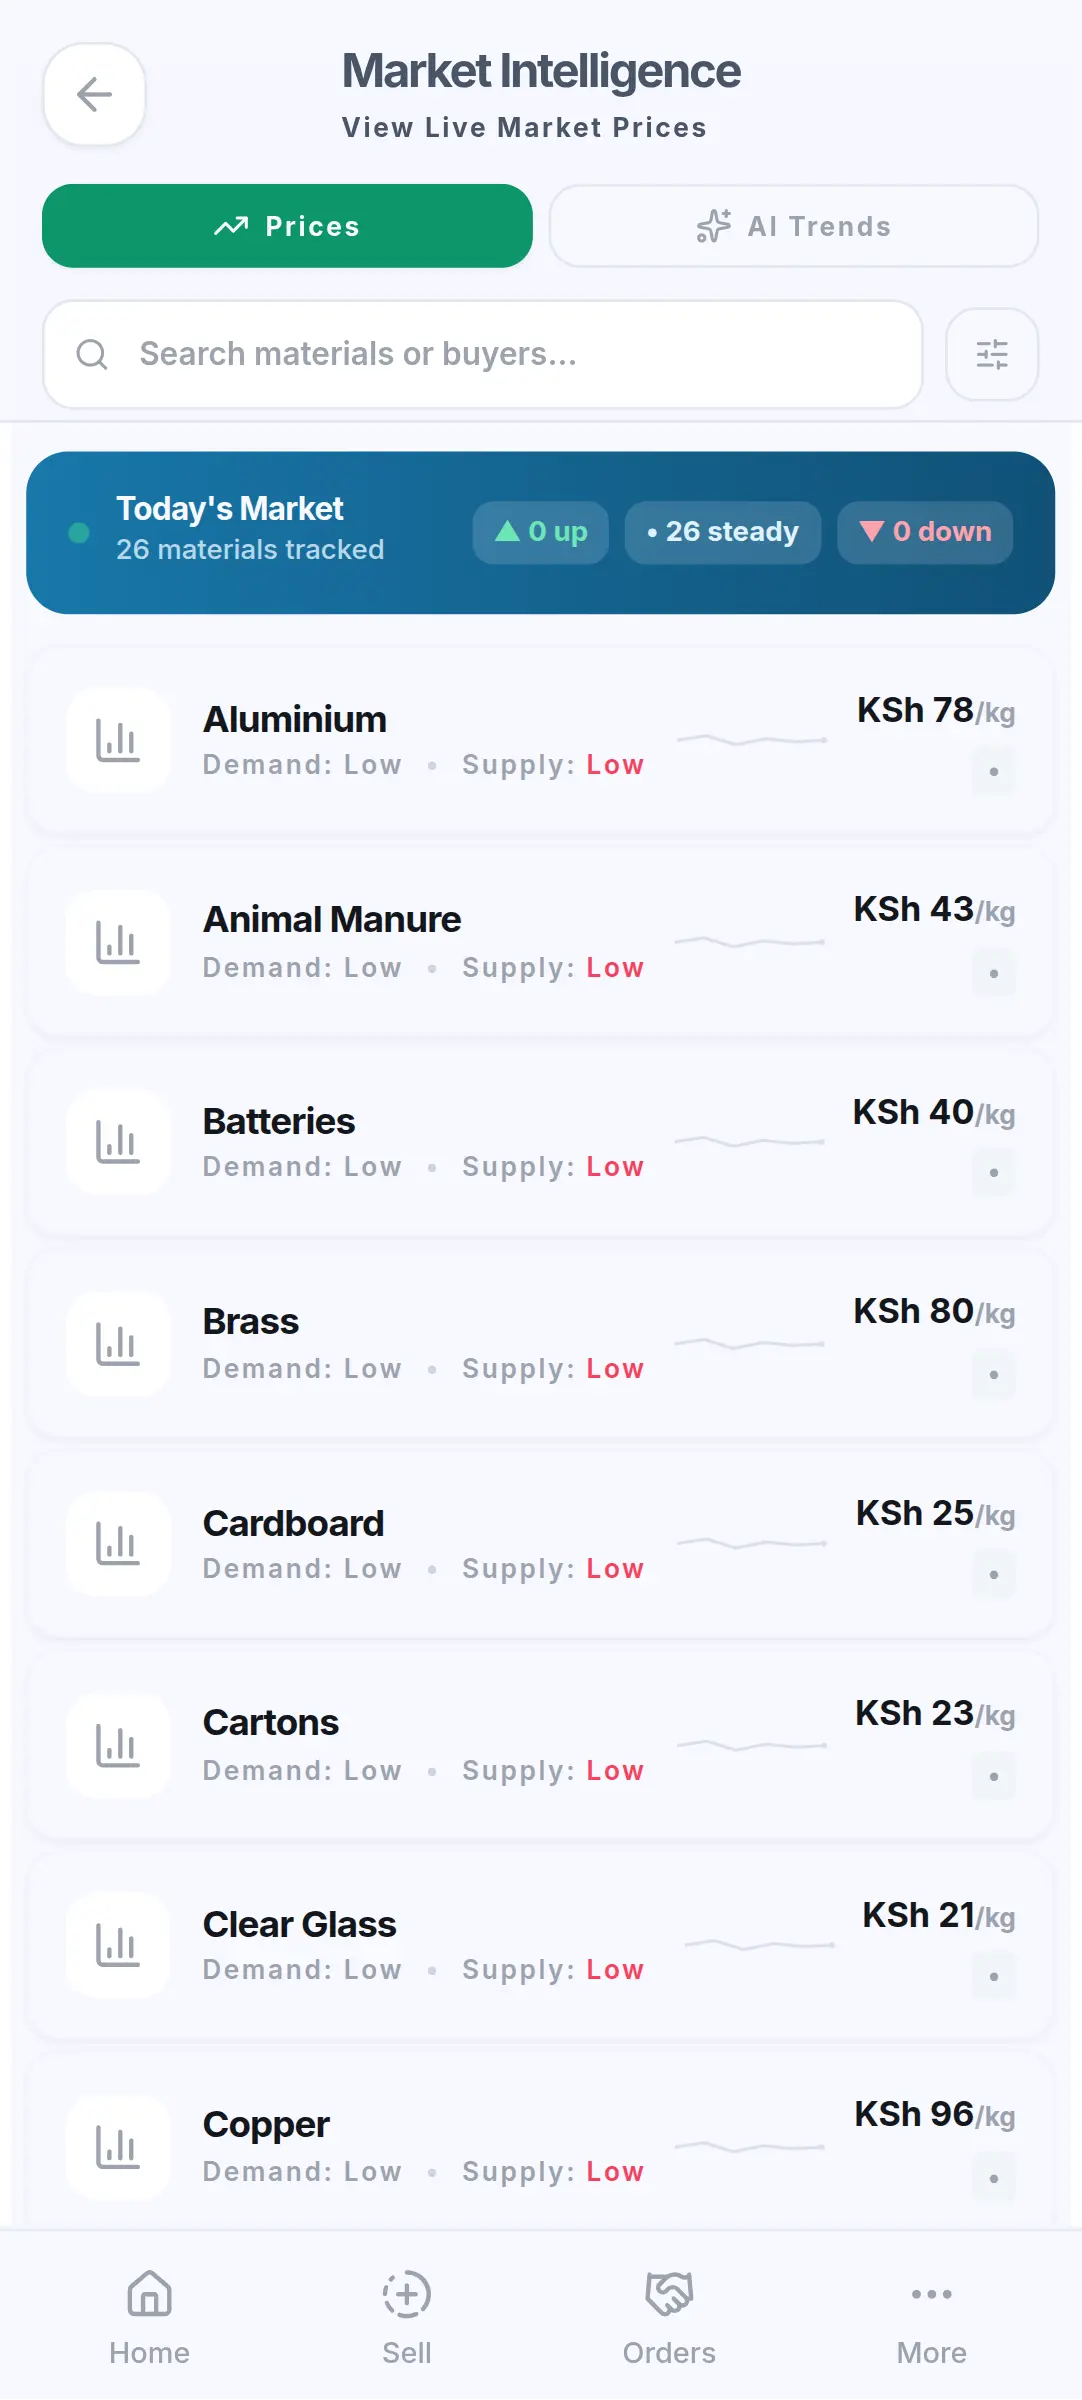 Market Intelligence
View Live Market Prices
Prices
AI Trends
Search materials or buyers...
Today's Market
26 materials tracked
▲ 0 up
• 26 steady
▼ 0 down
Aluminium
Demand: Low • Supply: Low
KSh 78/kg
•
Animal Manure
Demand: Low • Supply: Low
KSh 43/kg
•
Batteries
Demand: Low • Supply: Low
KSh 40/kg
•
Brass
Demand: Low • Supply: Low
KSh 80/kg
•
Cardboard
Demand: Low • Supply: Low
KSh 25/kg
•
Cartons
Demand: Low • Supply: Low
KSh 23/kg
•
Clear Glass
Demand: Low • Supply: Low
KSh 21/kg
•
Copper
Demand: Low • Supply: Low
KSh 96/kg
•
Home
Sell
Orders
More